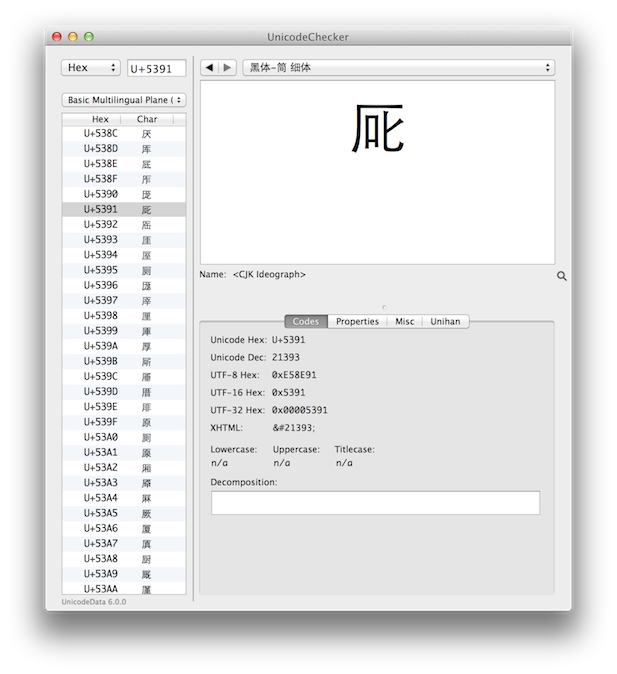 UnicodeChecker
Hex U+5391
黑体-简 细体
Basic Multilingual Plane (
Hex Char
U+538C 厌
U+538D 厍
U+538E 厎
U+538F 厏
U+5390 厐
U+5391 厑
U+5392 厒
U+5393 厓
U+5394 厔
U+5395 厕
U+5396 厖
U+5397 厗
U+5398 厘
U+5399 厙
U+539A 厚
U+539B 厛
U+539C 厜
U+539D 厝
U+539E 厞
U+539F 原
U+53A0 厠
U+53A1 厡
U+53A2 厢
U+53A3 厣
U+53A4 厤
U+53A5 厥
U+53A6 厦
U+53A7 厧
U+53A8 厨
U+53A9 厩
U+53AA 厪
UnicodeData 6.0.0
厑
Name: <CJK Ideograph>
Codes Properties Misc Unihan
Unicode Hex: U+5391
Unicode Dec: 21393
UTF-8 Hex: 0xE58E91
UTF-16 Hex: 0x5391
UTF-32 Hex: 0x00005391
XHTML: &#21393;
Lowercase: Uppercase: Titlecase:
n/a n/a n/a
Decomposition: